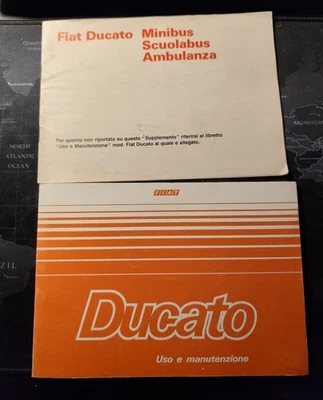 Fiat Ducato Minibus
Scuolabus
Ambulanza
Per quanto non riportato su questo "Supplemento" riferirsi al libretto
"Uso e Manutenzione" mod. Fiat Ducato al quale è allegato.
FIAT
Ducato
Uso e manutenzione
NORTH
ATLANTIC
OCEAN
KAZAKHSTAN